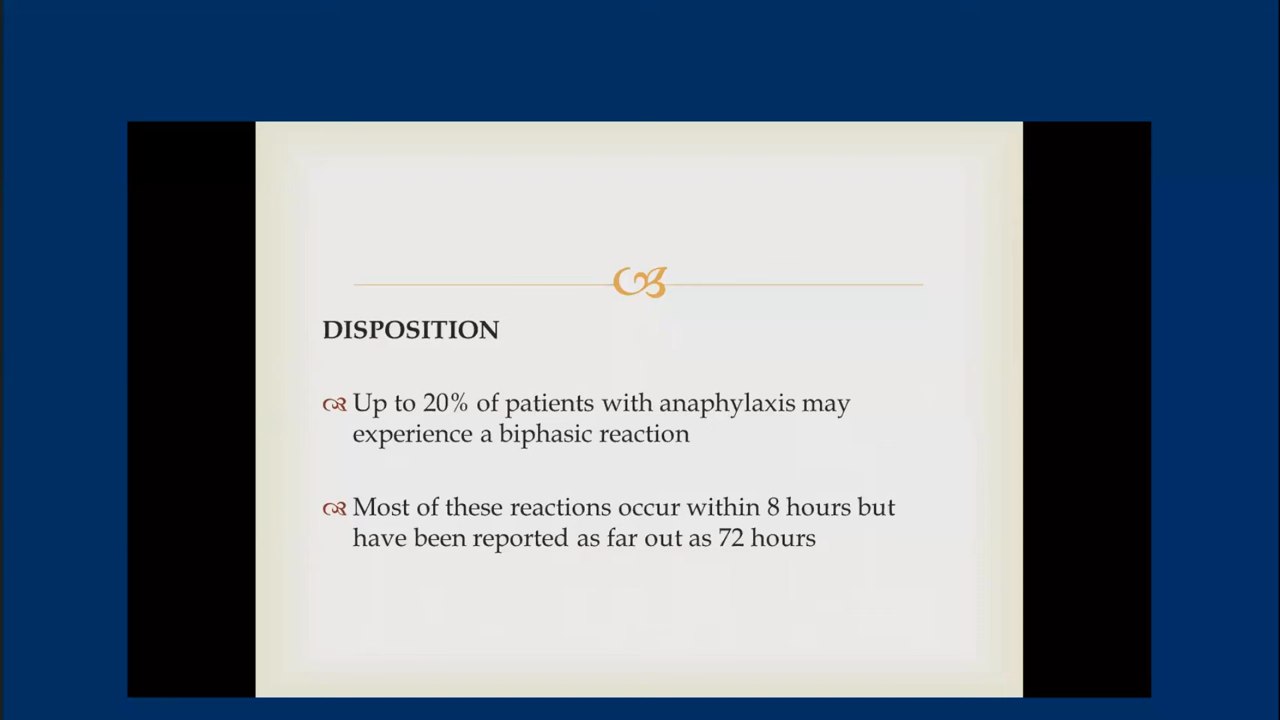 DISPOSITION
Up to 20% of patients with anaphylaxis may
experience a biphasic reaction
Most of these reactions occur within 8 hours but
have been reported as far out as 72 hours